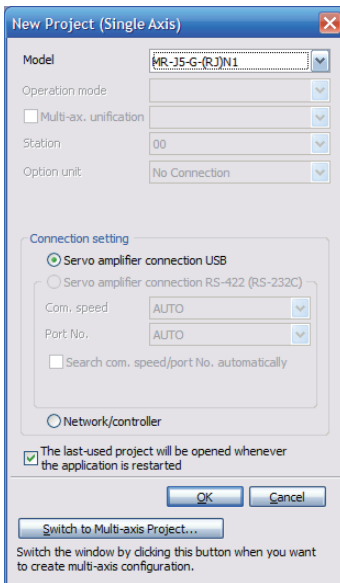 New Project (Single Axis)
Model MR-J5-G-(RJ)N1
Operation mode
Multi-ax. unification
Station 00
Option unit No Connection
Connection setting
Servo amplifier connection USB
Servo amplifier connection RS-422 (RS-232C)
Com. speed AUTO
Port No. AUTO
Search com. speed/port No. automatically
Network/controller
The last-used project will be opened whenever
the application is restarted
OK Cancel
Switch to Multi-axis Project...
Switch the window by clicking this button when you want
to create multi-axis configuration.